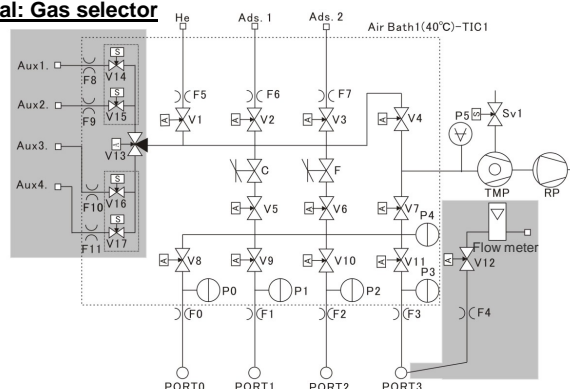 al: Gas selector
He Ads. 1 Ads. 2
Air Bath1(40℃)-TIC1
Aux1. S V14 F8
F5 F6 F7
Aux2. S V15 F9
A V1 A V2 A V3 A V4 P5 S Sv1
Aux3. V13
C F TMP RP
Aux4. S V16 F10
A V5 A V6 A V7 P4
S V17 F11
Flow meter
A V8 A V9 A V10 A V11 A V12
P0 P1 P2 P3
F0 F1 F2 F3 F4
PORT0 PORT1 PORT2 PORT3